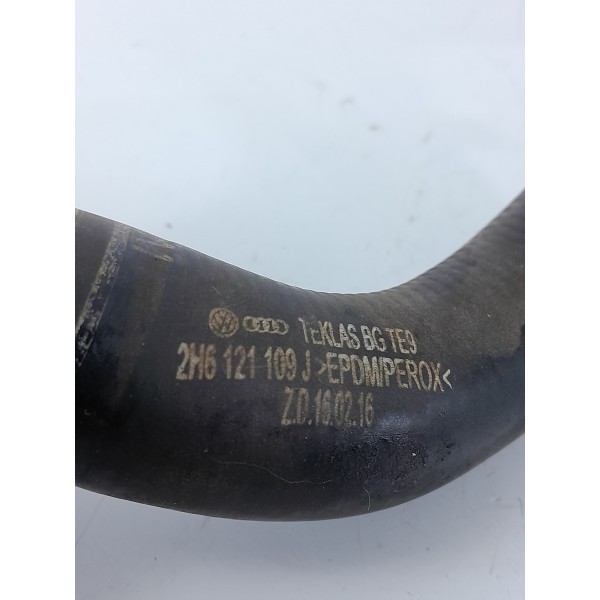 TEKLAS BG TE9
2H6 121 109 J >EPDM/PEROX<
Z.D.16.02.16